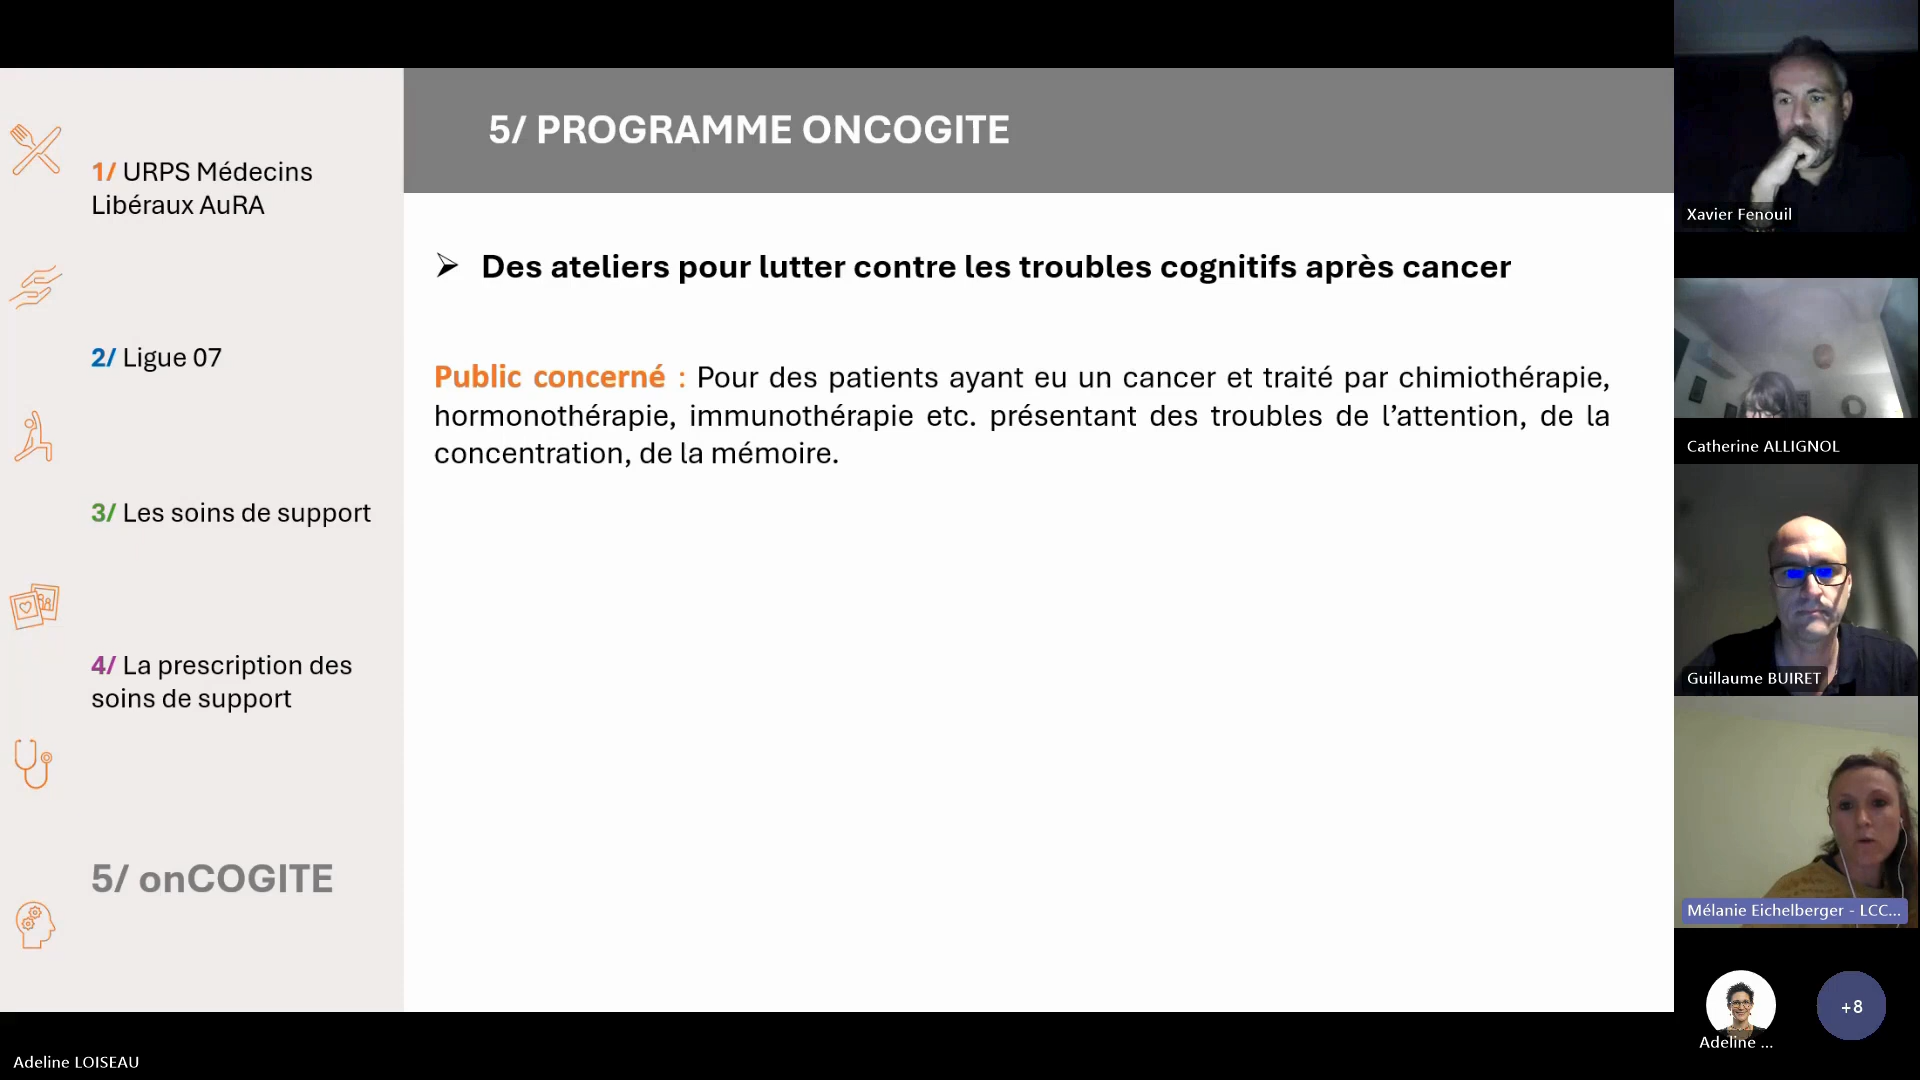 1/ URPS Médecins
Libéraux AuRA
2/ Ligue 07
3/ Les soins de support
4/ La prescription des
soins de support
5/ onCOGITE
5/ PROGRAMME ONCOGITE
➢ Des ateliers pour lutter contre les troubles cognitifs après cancer
Public concerné : Pour des patients ayant eu un cancer et traité par chimiothérapie,
hormonothérapie, immunothérapie etc. présentant des troubles de l’attention, de la
concentration, de la mémoire.
Xavier Fenouil
Catherine ALLIGNOL
Guillaume BUIRET
Mélanie Eichelberger - LCC...
Adeline ...
+8
Adeline LOISEAU